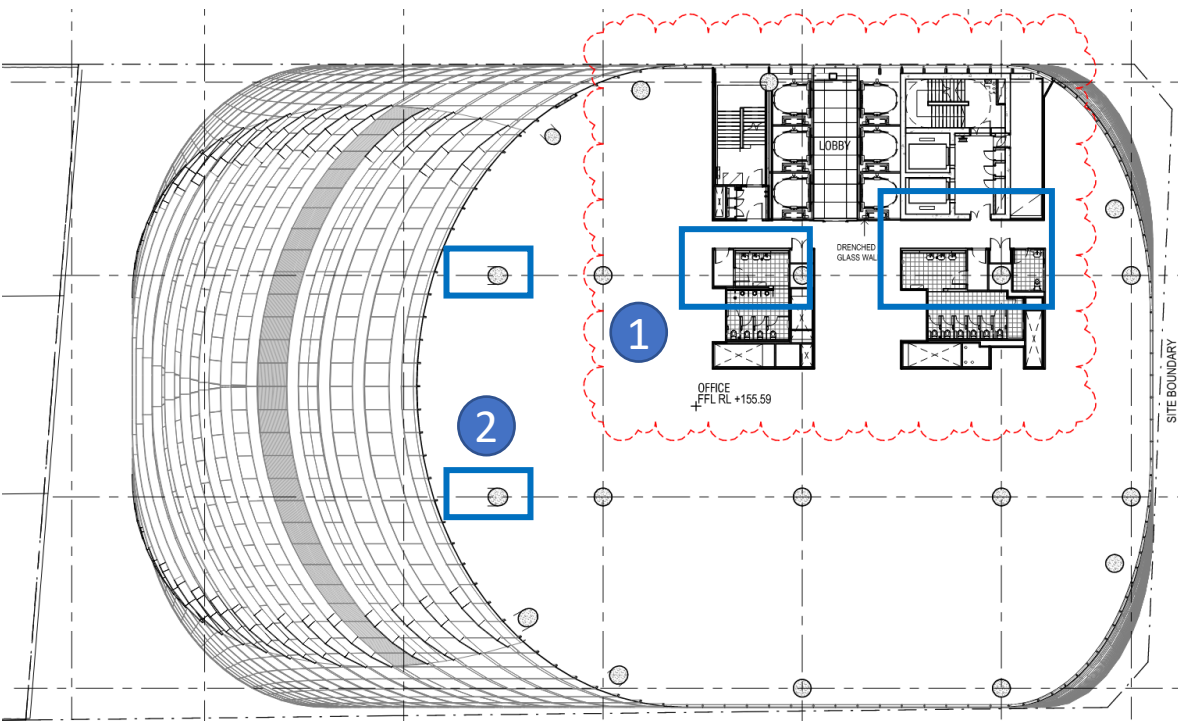 LOBBY
DRENCHED
GLASS WAL
1
OFFICE
FFL RL +155.59
2
SITE BOUNDARY